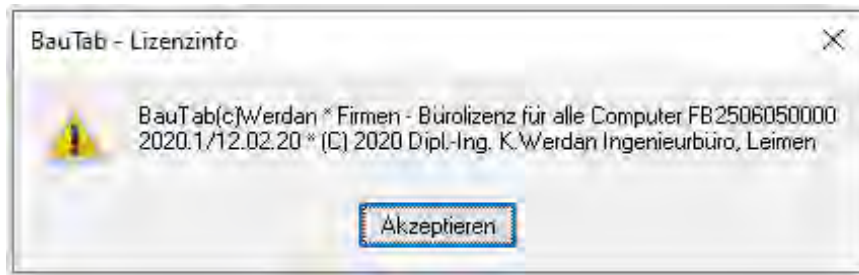 BauTab - Lizenzinfo
BauTab(c)Werdan * Firmen - Bürolizenz für alle Computer FB2506050000
2020.1/12.02.20 * (C) 2020 Dipl.-Ing. K.Werdan Ingenieurbüro, Leimen
Akzeptieren